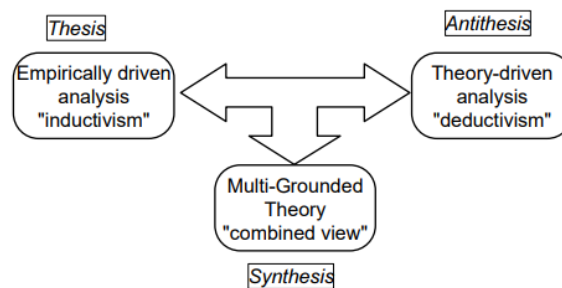 Thesis
Antithesis
Empirically driven
analysis
"inductivism"
Theory-driven
analysis
"deductivism"
Multi-Grounded
Theory
"combined view"
Synthesis